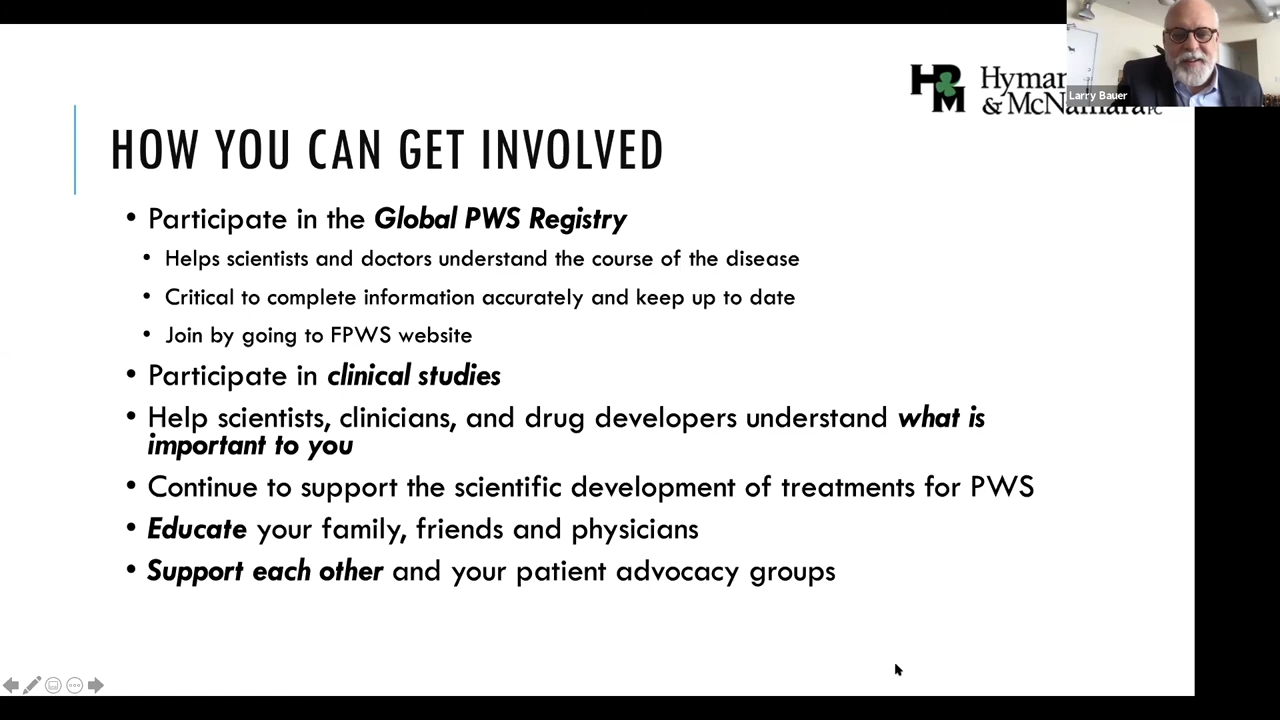 HPM
Hyman
& McNamara PC
Larry Bauer
HOW YOU CAN GET INVOLVED
• Participate in the Global PWS Registry
• Helps scientists and doctors understand the course of the disease
• Critical to complete information accurately and keep up to date
• Join by going to FPWS website
• Participate in clinical studies
• Help scientists, clinicians, and drug developers understand what is
important to you
• Continue to support the scientific development of treatments for PWS
• Educate your family, friends and physicians
• Support each other and your patient advocacy groups